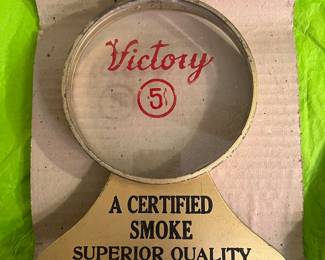 Victory
5¢
A CERTIFIED
SMOKE
SUPERIOR QUALITY